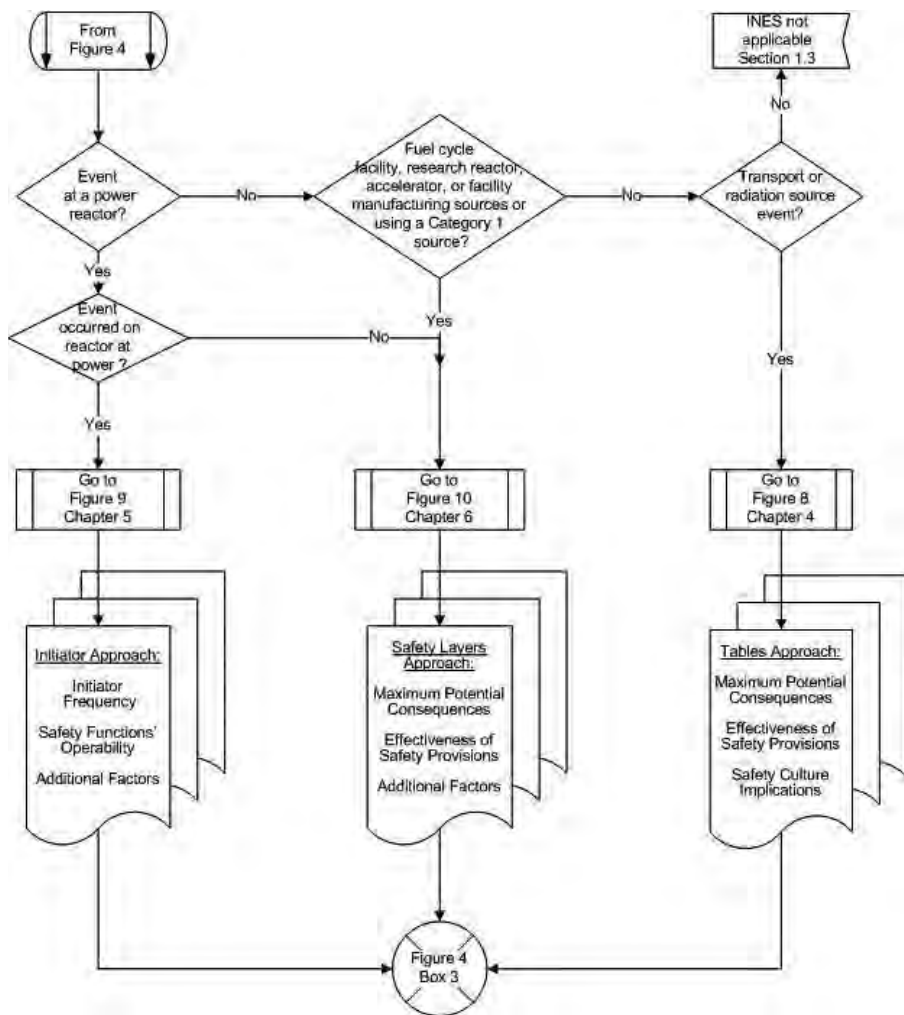 From
Figure 4
INES not
applicable
Section 1.3
No
Event
at a power
reactor?
No
Fuel cycle
facility, research reactor,
accelerator, or facility
manufacturing sources or
using a Category 1
source?
No
Transport or
radiation source
event?
Yes
Event
occurred on
reactor at
power ?
No
Yes
Yes
Yes
Go to
Figure 9
Chapter 5
Go to
Figure 10
Chapter 6
Go to
Figure 8
Chapter 4
Initiator Approach:
Initiator
Frequency
Safety Functions'
Operability
Additional Factors
Safety Layers
Approach:
Maximum Potential
Consequences
Effectiveness of
Safety Provisions
Additional Factors
Tables Approach:
Maximum Potential
Consequences
Effectiveness of
Safety Provisions
Safety Culture
Implications
Figure 4
Box 3